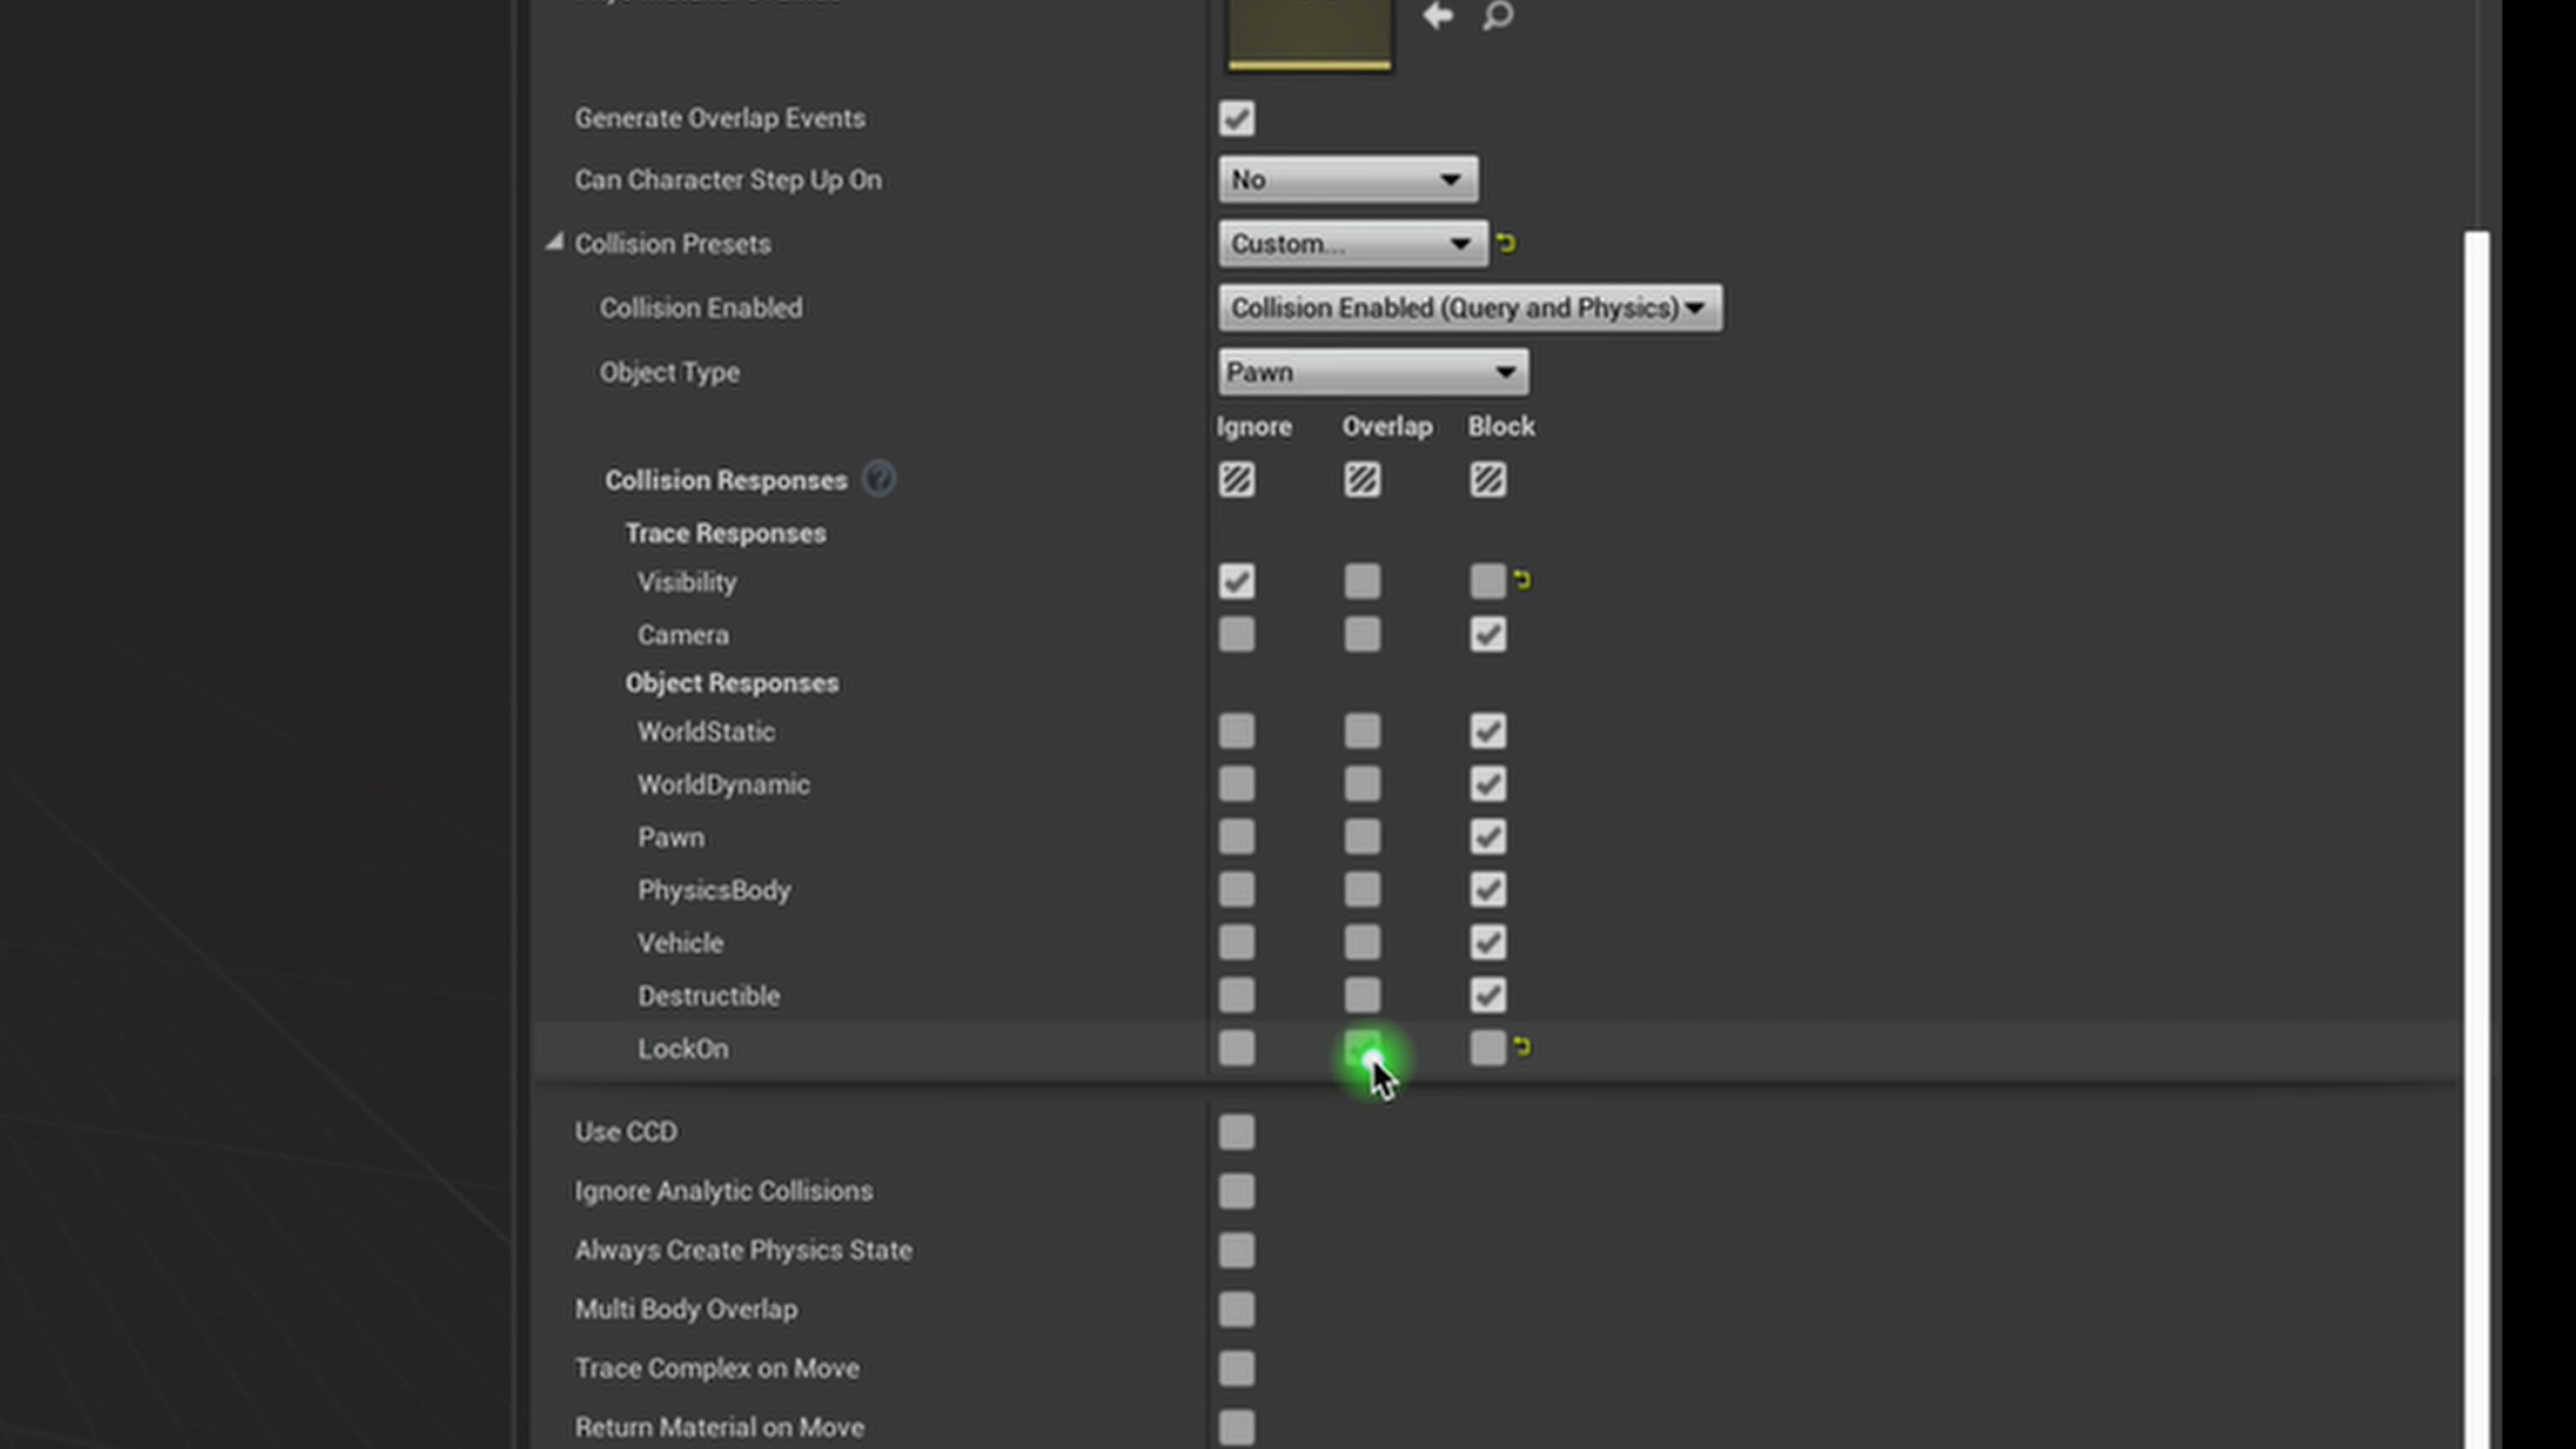 Generate Overlap Events
Can Character Step Up On No
Collision Presets Custom...
Collision Enabled Collision Enabled (Query and Physics)
Object Type Pawn
Ignore Overlap Block
Collision Responses ?
Trace Responses
Visibility
Camera
Object Responses
WorldStatic
WorldDynamic
Pawn
PhysicsBody
Vehicle
Destructible
LockOn
Use CCD
Ignore Analytic Collisions
Always Create Physics State
Multi Body Overlap
Trace Complex on Move
Return Material on Move